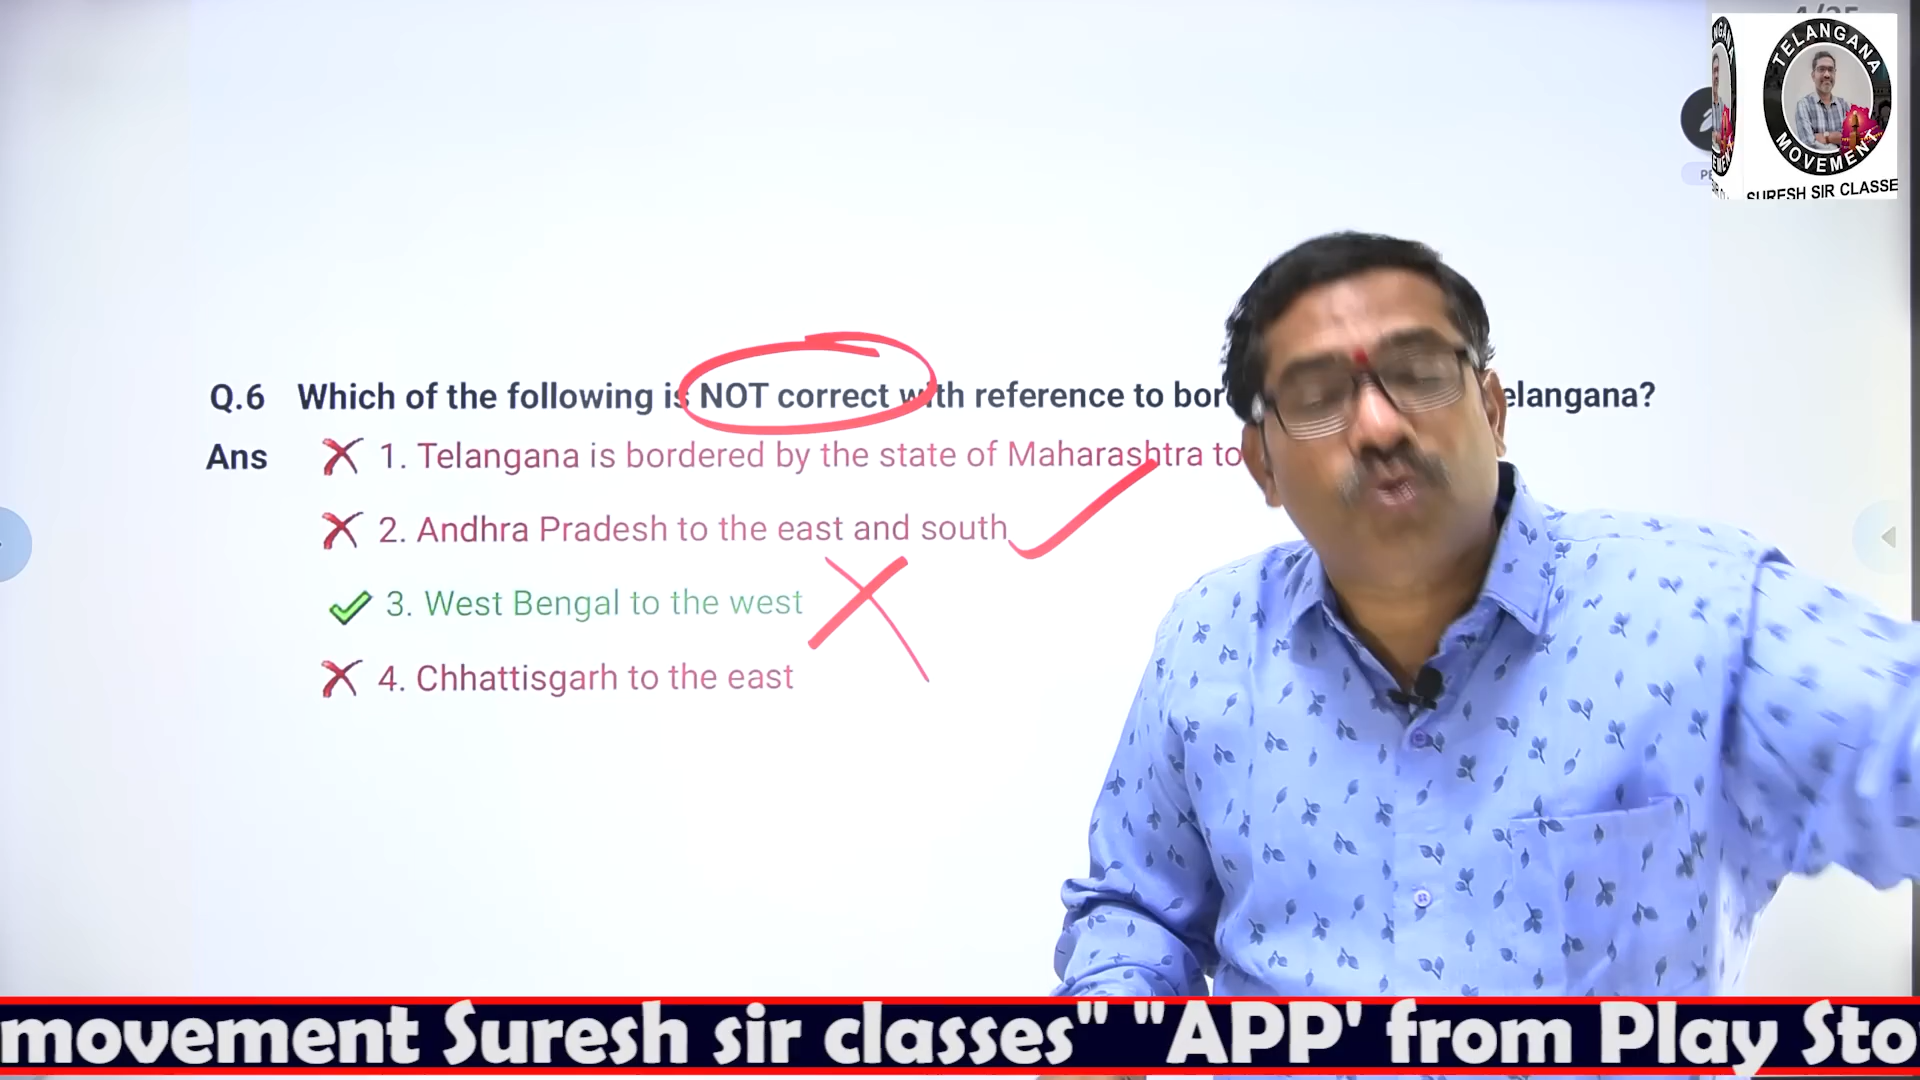 TELANGANA
MOVEMENT
SURESH SIR CLASSE
Q.6 Which of the following is NOT correct with reference to bor elangana?
Ans 1. Telangana is bordered by the state of Maharashtra to
2. Andhra Pradesh to the east and south
3. West Bengal to the west
4. Chhattisgarh to the east
movement Suresh sir classes" "APP' from Play Sto